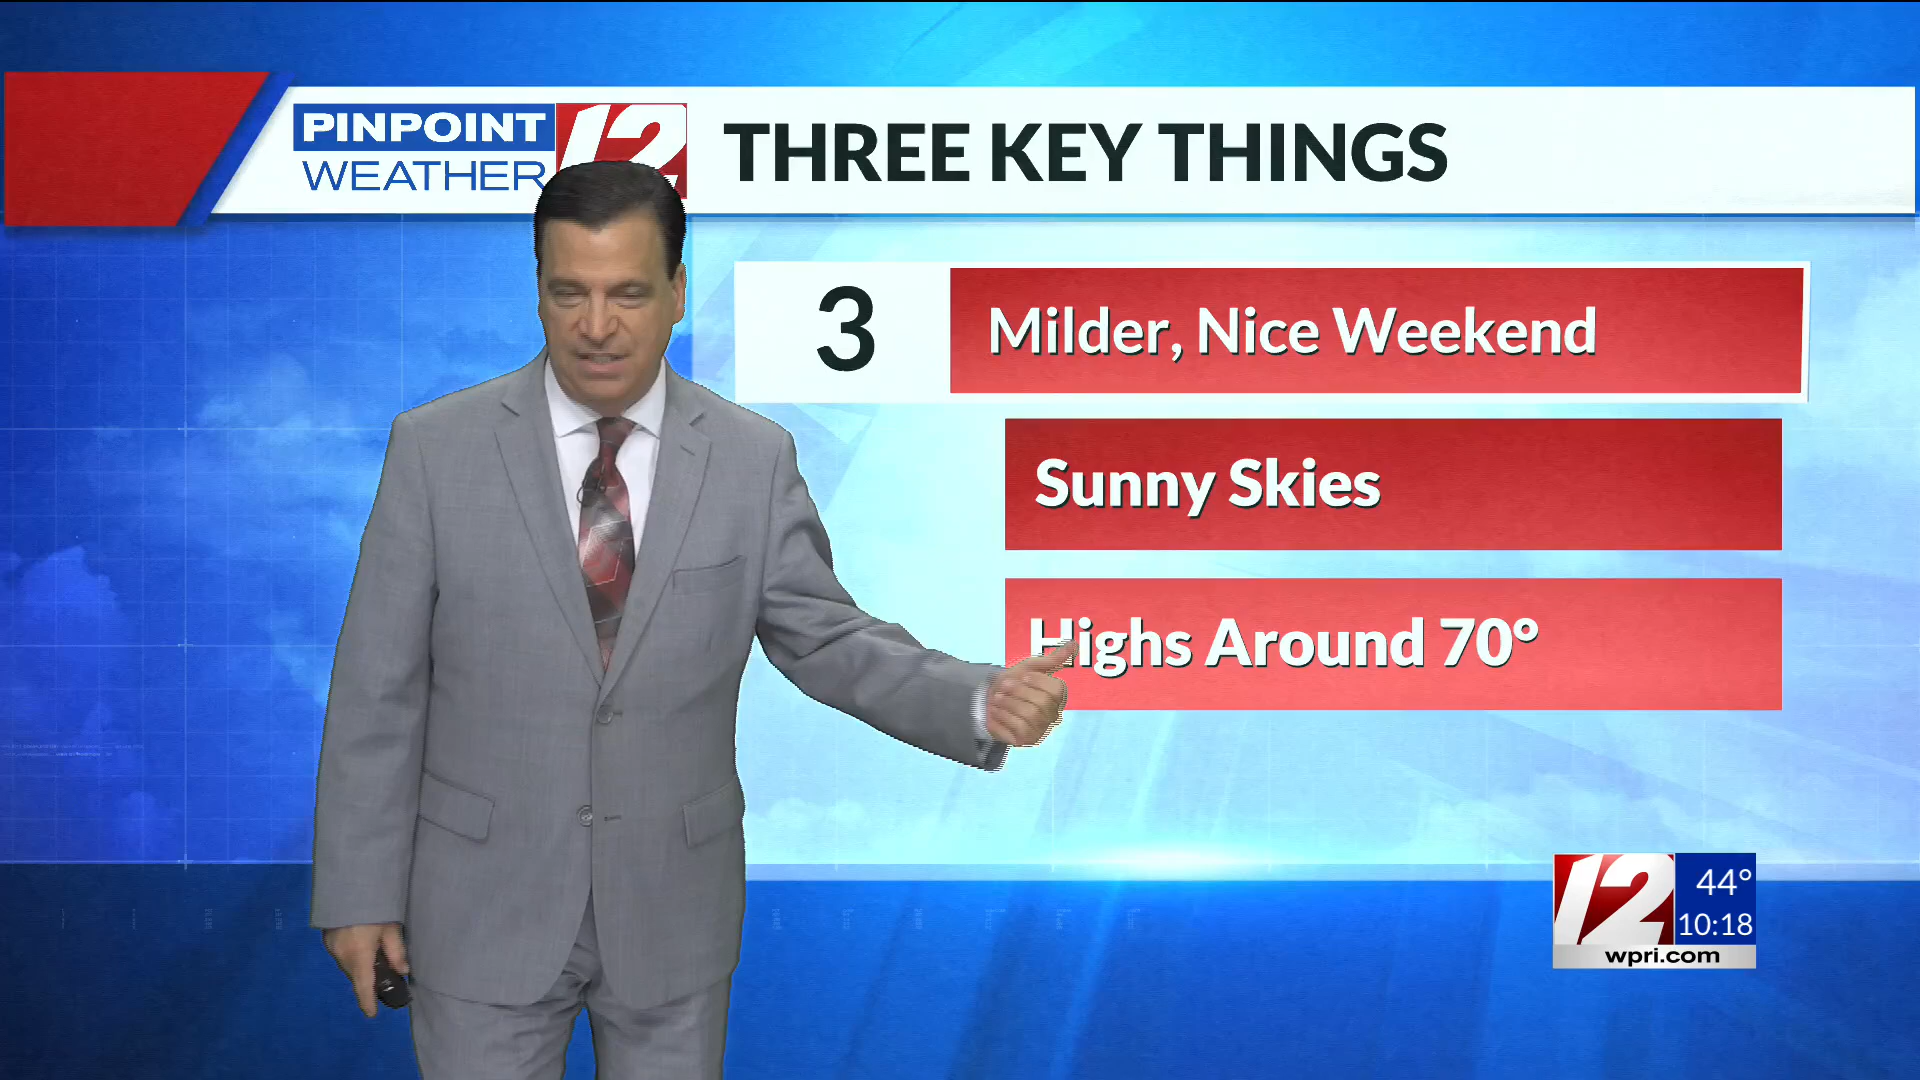 PINPOINT
WEATHER
12
THREE KEY THINGS
3
Milder, Nice Weekend
Sunny Skies
Highs Around 70°
12
44°
10:18
wpri.com